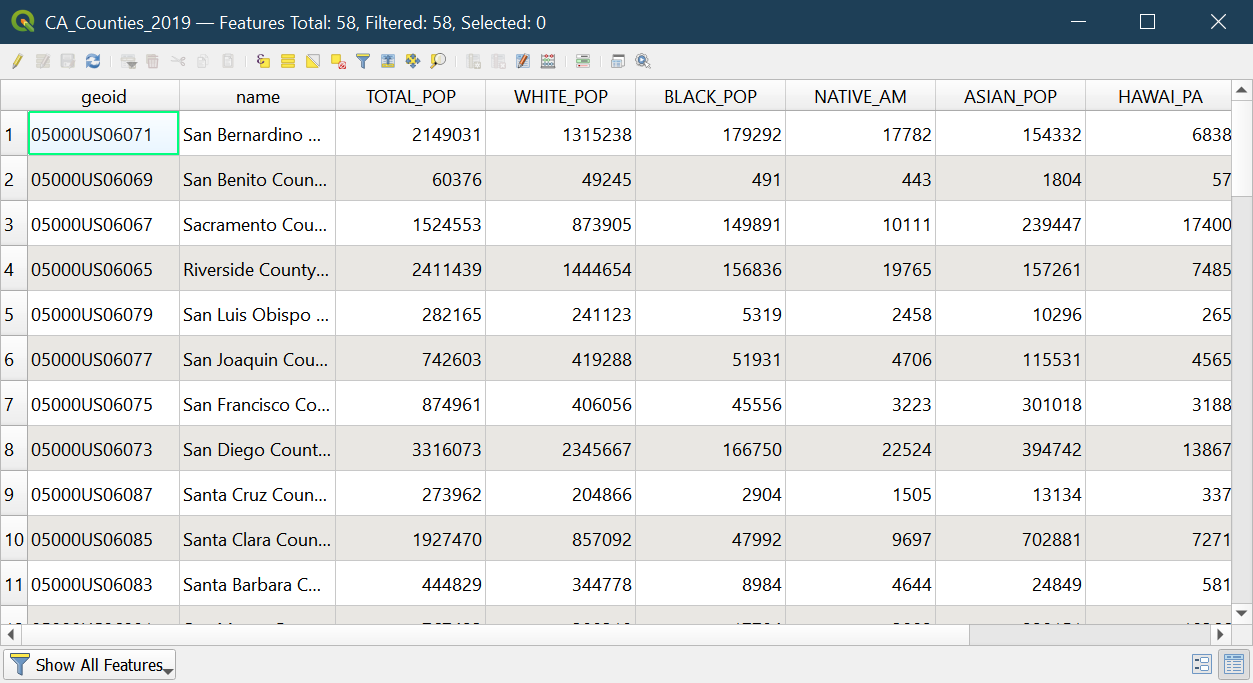 CA_Counties_2019 — Features Total: 58, Filtered: 58, Selected: 0
geoid name TOTAL_POP WHITE_POP BLACK_POP NATIVE_AM ASIAN_POP HAWAI_PA
1 05000US06071 San Bernardino ... 2149031 1315238 179292 17782 154332 6838
2 05000US06069 San Benito Coun... 60376 49245 491 443 1804 57
3 05000US06067 Sacramento Cou... 1524553 873905 149891 10111 239447 17400
4 05000US06065 Riverside County... 2411439 1444654 156836 19765 157261 7485
5 05000US06079 San Luis Obispo ... 282165 241123 5319 2458 10296 265
6 05000US06077 San Joaquin Cou... 742603 419288 51931 4706 115531 4565
7 05000US06075 San Francisco Co... 874961 406056 45556 3223 301018 3188
8 05000US06073 San Diego Count... 3316073 2345667 166750 22524 394742 13867
9 05000US06087 Santa Cruz Coun... 273962 204866 2904 1505 13134 337
10 05000US06085 Santa Clara Coun... 1927470 857092 47992 9697 702881 7271
11 05000US06083 Santa Barbara C... 444829 344778 8984 4644 24849 581
Show All Features